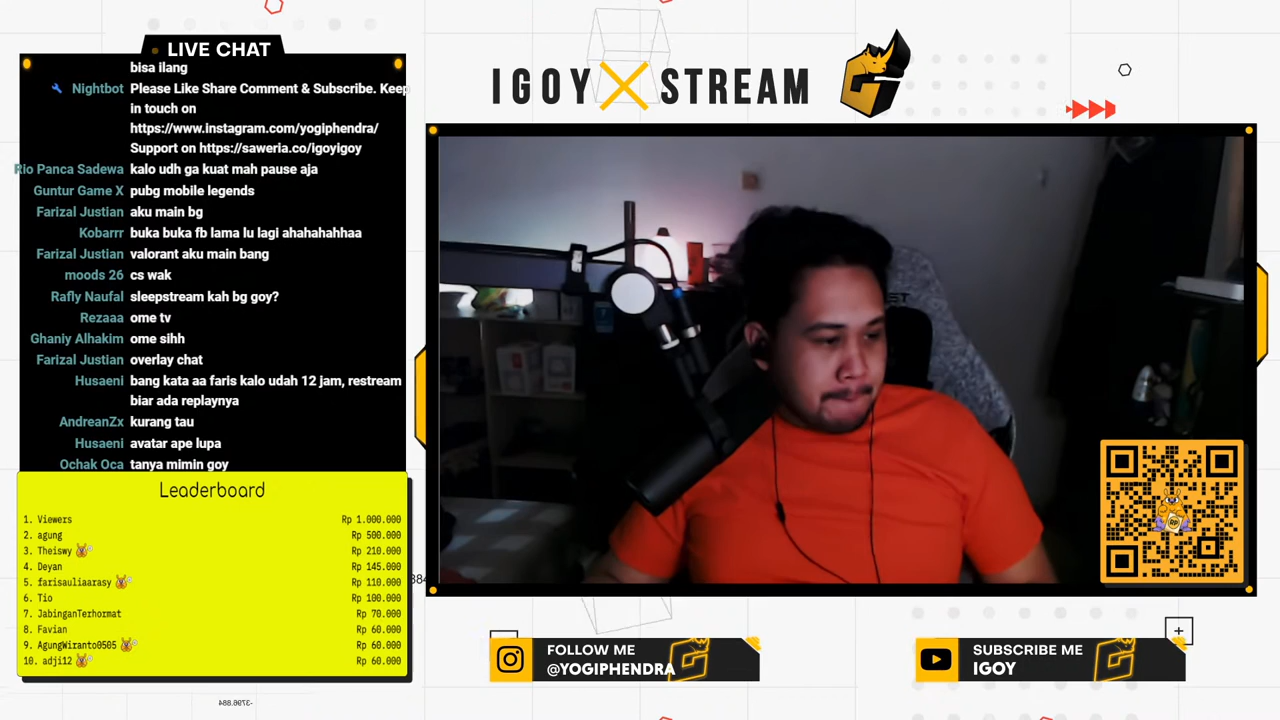 LIVE CHAT
bisa ilang
Nightbot Please Like Share Comment & Subscribe. Keep
in touch on
https://www.instagram.com/yogiphendra/
Support on https://saweria.co/igoyigoy
Rio Panca Sadewa kalo udh ga kuat mah pause aja
Guntur Game X pubg mobile legends
Farizal Justian aku main bg
Kobarrr buka buka fb lama lu lagi ahahahahhaa
Farizal Justian valorant aku main bang
moods 26 cs wak
Rafly Naufal sleepstream kah bg goy?
Rezaaa ome tv
Ghaniy Alhakim ome sihh
Farizal Justian overlay chat
Husaeni bang kata aa faris kalo udah 12 jam, restream
biar ada replaynya
AndreanZx kurang tau
Husaeni avatar ape lupa
Ochak Oca tanya mimin goy
Leaderboard
1. Viewers Rp 1.000.000
2. agung Rp 500.000
3. Theiswy Rp 210.000
4. Deyan Rp 145.000
5. farisauliaarasy Rp 110.000
6. Tio Rp 100.000
7. JabinganTerhormat Rp 70.000
8. Favian Rp 60.000
9. AgungWiranto0505 Rp 60.000
10. adji12 Rp 60.000
-3796.884
IGOY X STREAM
FOLLOW ME
@YOGIPHENDRA
SUBSCRIBE ME
IGOY